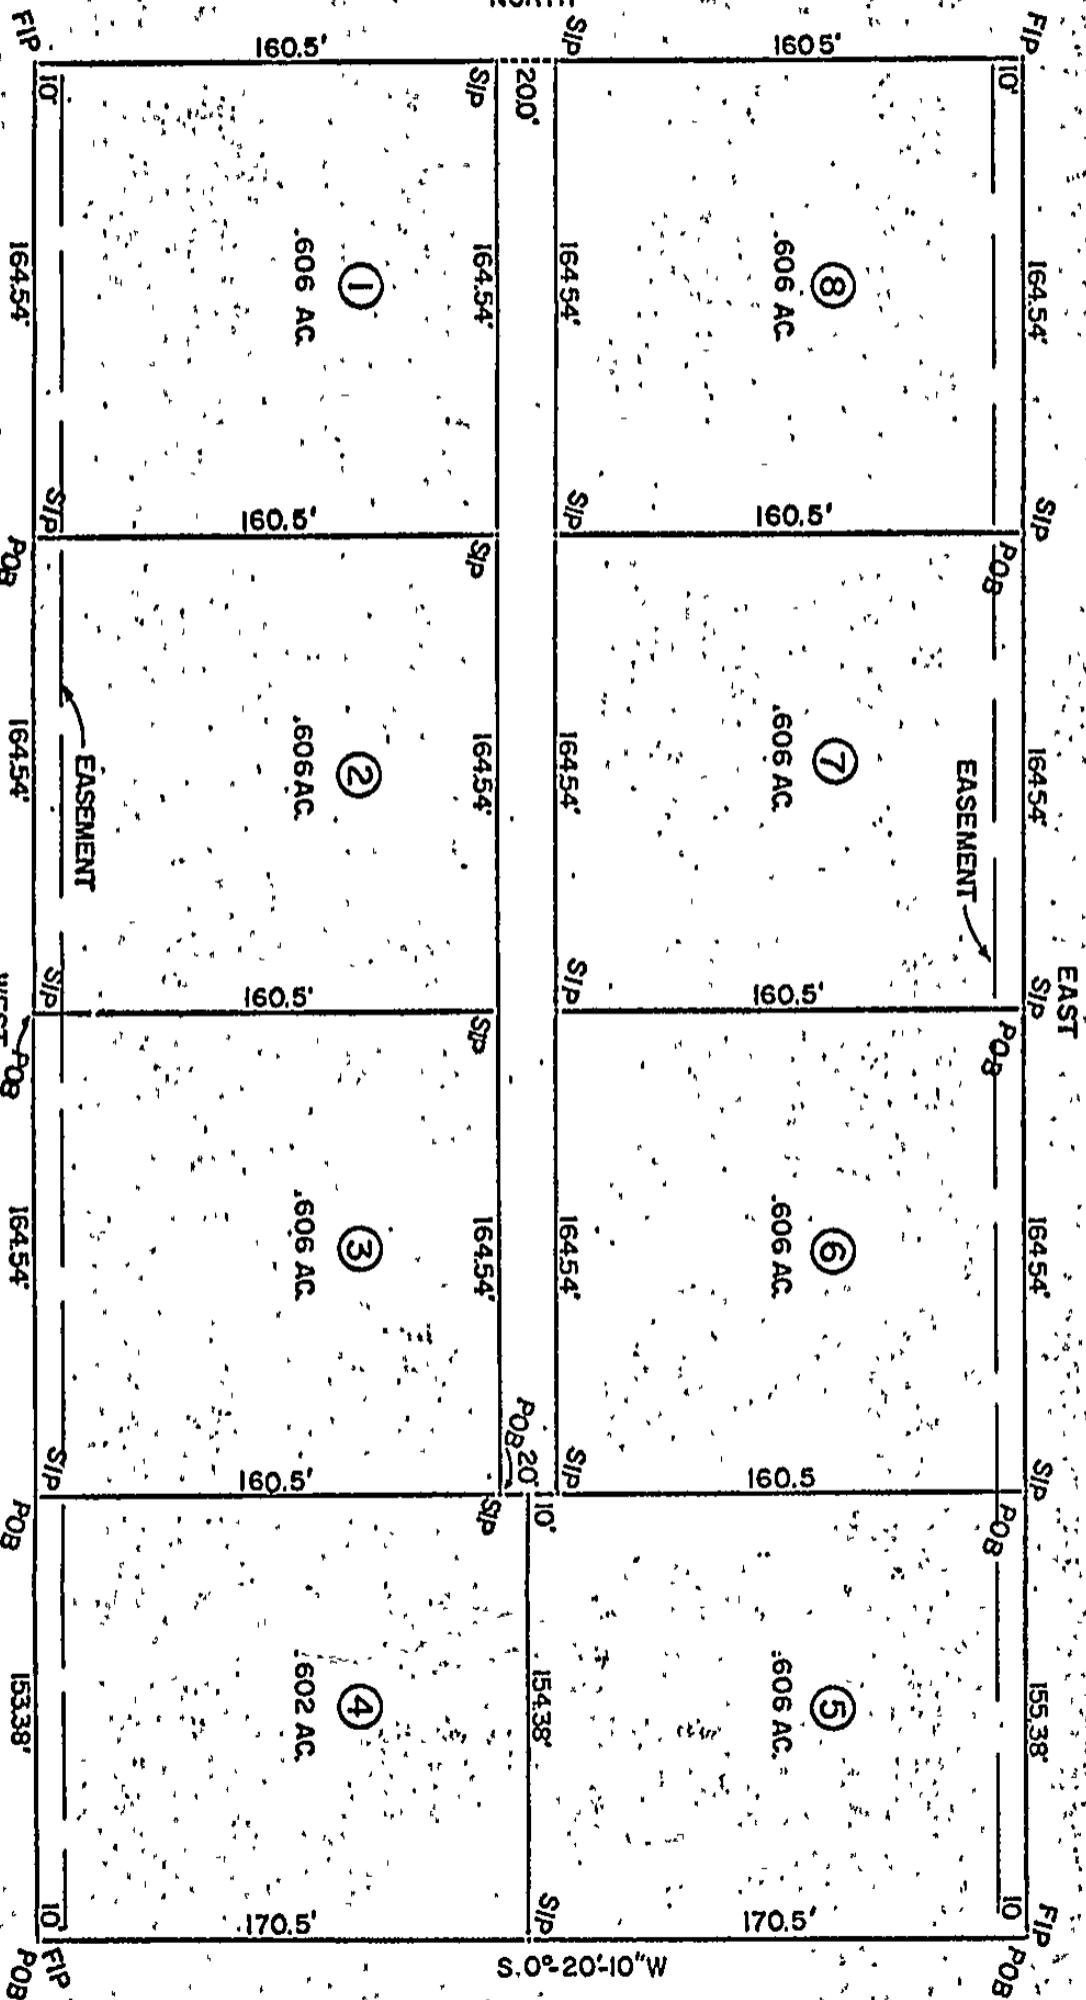 NORTH
FIP
160.5'
S/P
160 5'
FIP
10'
S/P
20.0'
10'
164.54'
164.54'
164 54'
164.54'
1
.606 AC.
8
.606 AC.
S/P
160.5'
S/P
S/P
160.5'
S/P
POB
POB
EAST
164.54'
164.54'
164.54'
164.54'
2
.606 AC.
7
.606 AC.
EASEMENT
EASEMENT
S/P
160.5'
S/P
S/P
160.5'
S/P
POB
POB
WEST
164.54'
164.54'
164.54'
164.54'
3
.606 AC.
6
.606 AC.
S/P
160.5'
S/P
POB 20'
S/P
160.5
S/P
POB
10'
POB
153.38'
154.38'
155.38'
4
.602 AC.
5
.606 AC.
10'
170.5'
S/P
170.5'
10
FIP
POB
FIP
POB
S.0°-20'-10"W